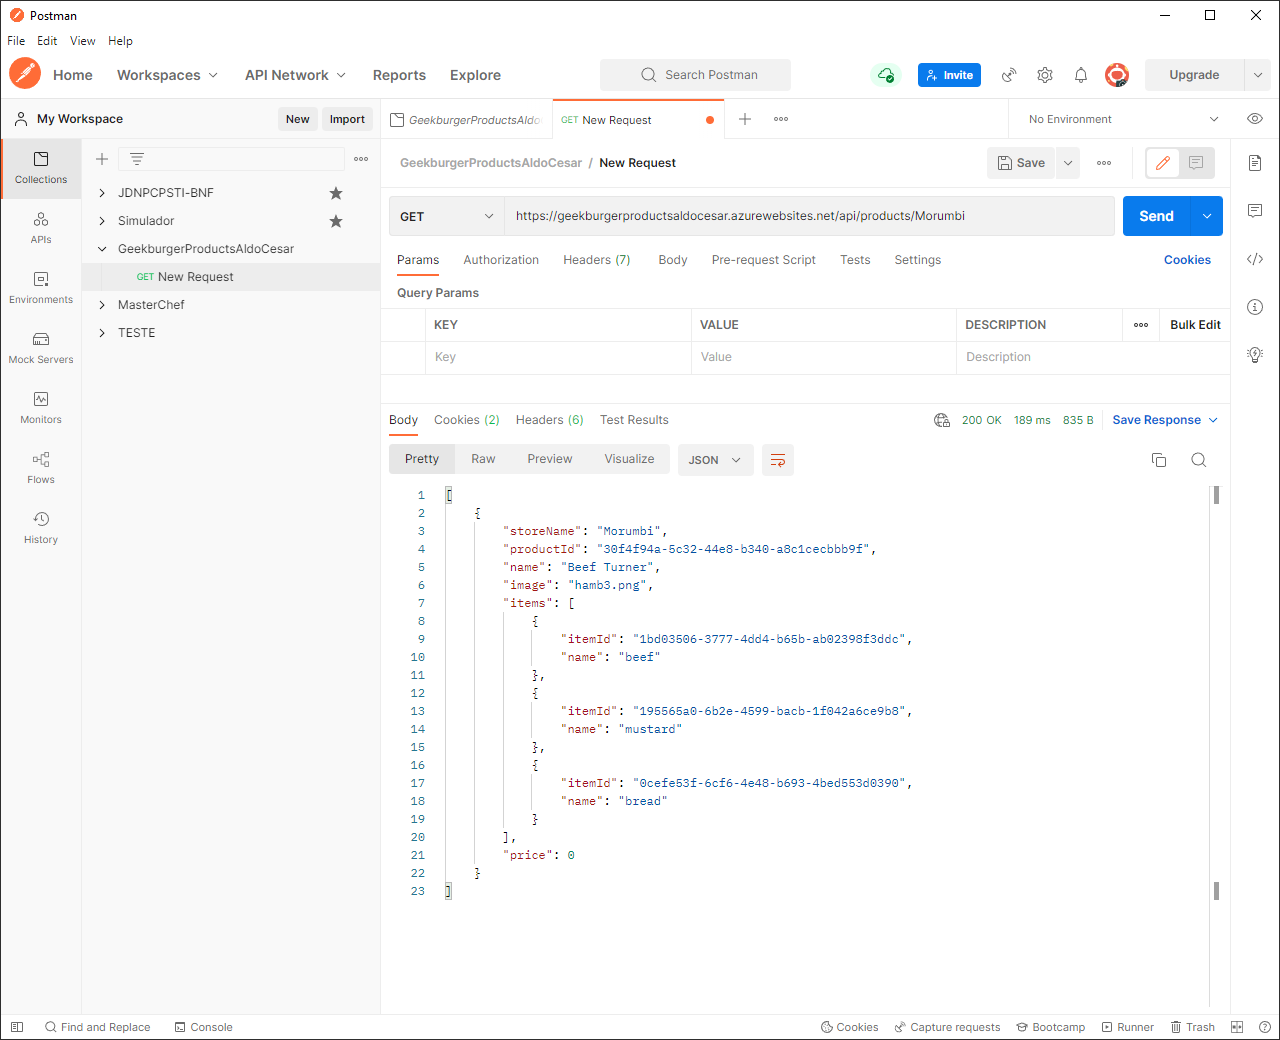 Postman
File Edit View Help
Home Workspaces API Network Reports Explore Search Postman Invite Upgrade
My Workspace New Import GeekburgerProductsAldo GET New Request No Environment
Collections
APIs
Environments
Mock Servers
Monitors
Flows
History
JDNPCPSTI-BNF
Simulador
GeekburgerProductsAldoCesar
GET New Request
MasterChef
TESTE
GeekburgerProductsAldoCesar / New Request Save
GET https://geekburgerproductsaldocesar.azurewebsites.net/api/products/Morumbi Send
Params Authorization Headers (7) Body Pre-request Script Tests Settings Cookies
Query Params
KEY VALUE DESCRIPTION Bulk Edit
Key Value Description
Body Cookies (2) Headers (6) Test Results 200 OK 189 ms 835 B Save Response
Pretty Raw Preview Visualize JSON
1 [
2 {
3 "storeName": "Morumbi",
4 "productId": "30f4f94a-5c32-44e8-b340-a8c1cecbbb9f",
5 "name": "Beef Turner",
6 "image": "hamb3.png",
7 "items": [
8 {
9 "itemId": "1bd03506-3777-4dd4-b65b-ab02398f3ddc",
10 "name": "beef"
11 },
12 {
13 "itemId": "195565a0-6b2e-4599-bacb-1f042a6ce9b8",
14 "name": "mustard"
15 },
16 {
17 "itemId": "0cefe53f-6cf6-4e48-b693-4bed553d0390",
18 "name": "bread"
19 }
20 ],
21 "price": 0
22 }
23 ]
Find and Replace Console Cookies Capture requests Bootcamp Runner Trash